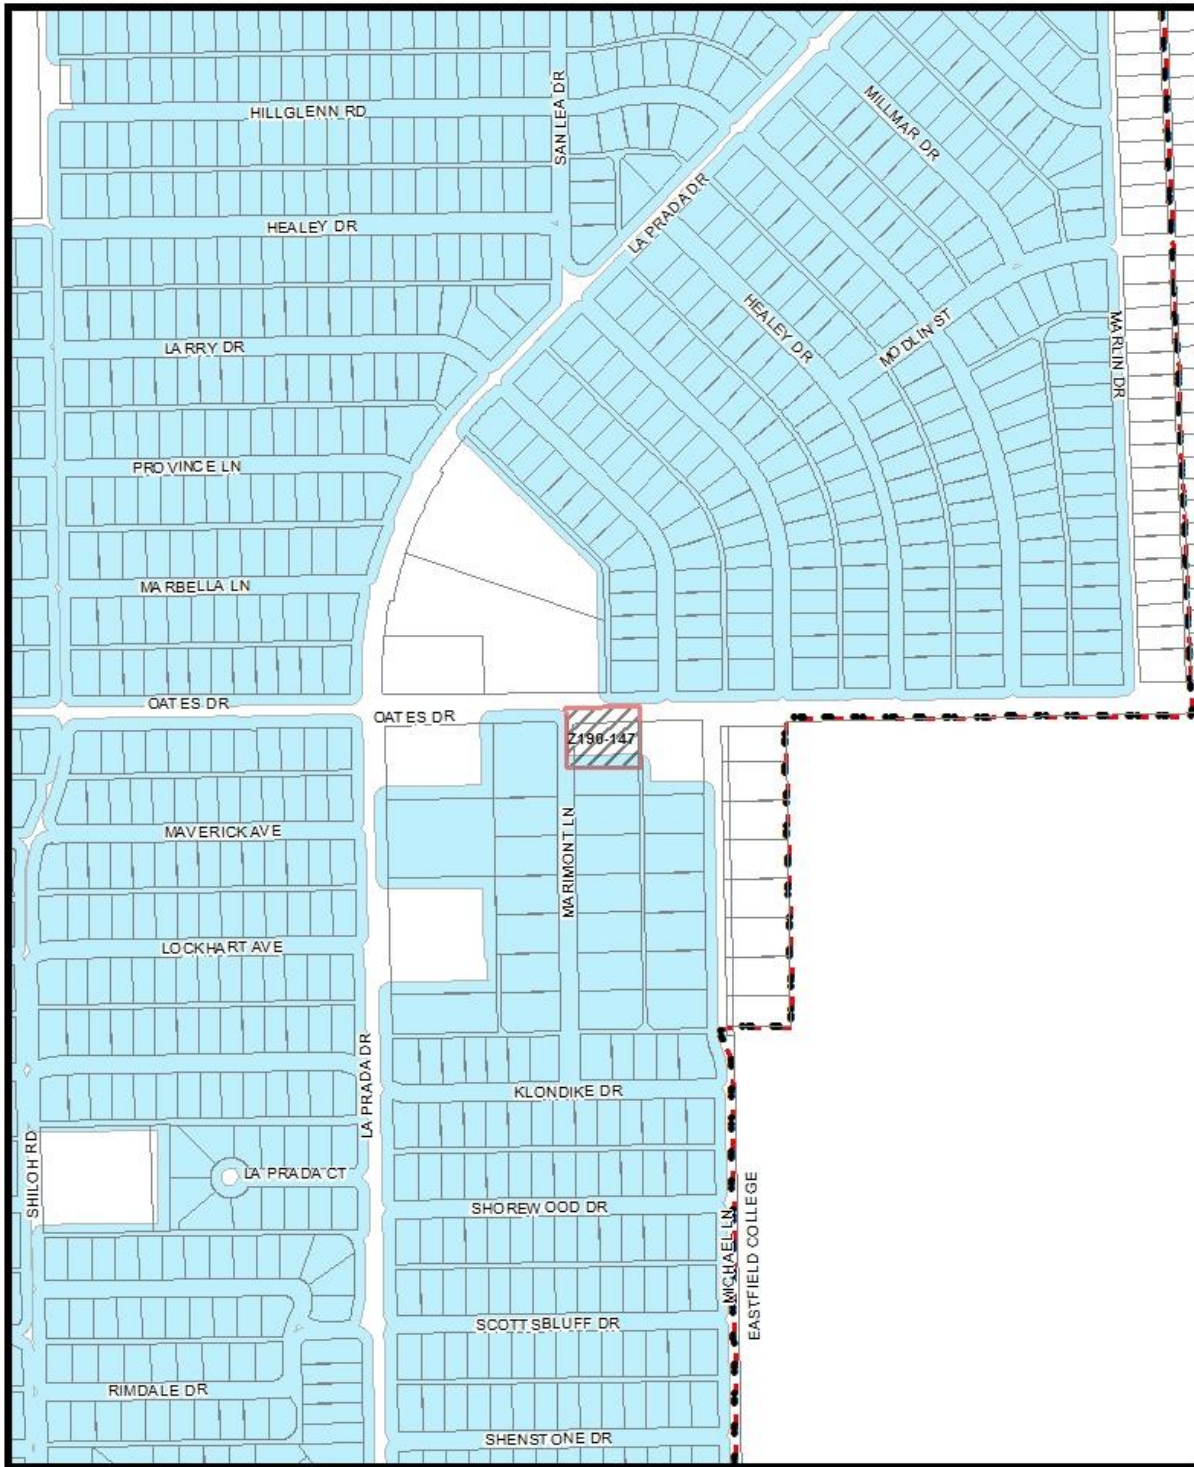 HILLGLENN RD
SAN LEA DR
MILLMAR DR
HEALEY DR
LA PRADA DR
LARRY DR
HEALEY DR
MODLIN ST
MARLIN DR
PROVINCE LN
MARBELLA LN
OATES DR
OATES DR
Z190-147
MAVERICK AVE
MARIMONT LN
LOCKHART AVE
LA PRADA DR
KLONDIKE DR
SHILOH RD
LA PRADA CT
SHOREWOOD DR
MICHAEL LN
EASTFIELD COLLEGE
SCOTTSBLUFF DR
RIMDALE DR
SHENSTONE DR